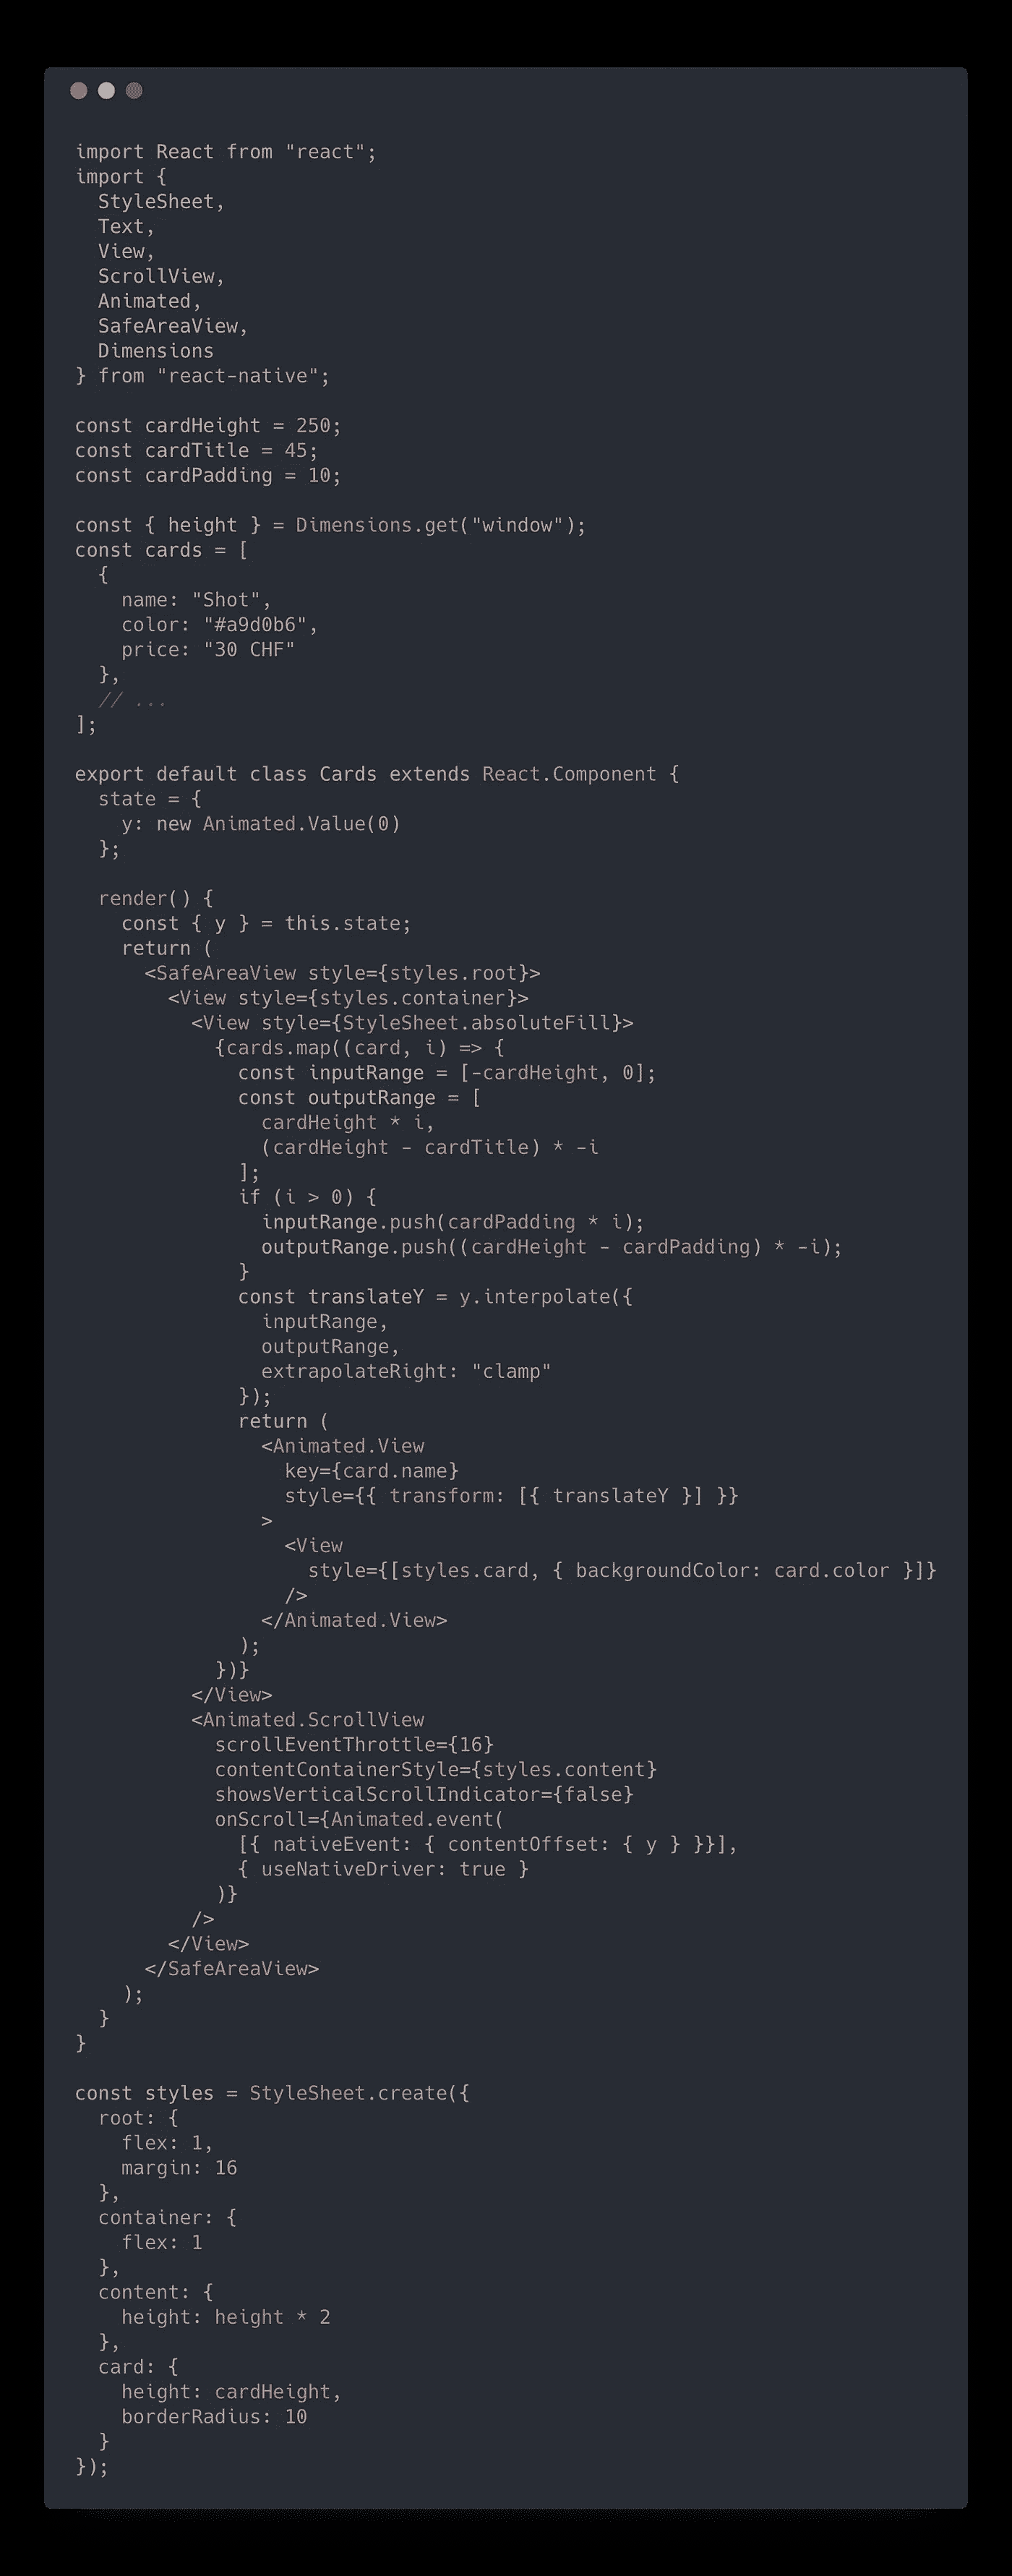 import React from "react";
import {
  StyleSheet,
  Text,
  View,
  ScrollView,
  Animated,
  SafeAreaView,
  Dimensions
} from "react-native";

const cardHeight = 250;
const cardTitle = 45;
const cardPadding = 10;

const { height } = Dimensions.get("window");
const cards = [
  {
    name: "Shot",
    color: "#a9d0b6",
    price: "30 CHF"
  },
  // ...
];

export default class Cards extends React.Component {
  state = {
    y: new Animated.Value(0)
  };

  render() {
    const { y } = this.state;
    return (
      <SafeAreaView style={styles.root}>
        <View style={styles.container}>
          <View style={StyleSheet.absoluteFill}>
            {cards.map((card, i) => {
              const inputRange = [-cardHeight, 0];
              const outputRange = [
                cardHeight * i,
                (cardHeight - cardTitle) * -i
              ];
              if (i > 0) {
                inputRange.push(cardPadding * i);
                outputRange.push((cardHeight - cardPadding) * -i);
              }
              const translateY = y.interpolate({
                inputRange,
                outputRange,
                extrapolateRight: "clamp"
              });
              return (
                <Animated.View
                  key={card.name}
                  style={{ transform: [{ translateY }] }}
                >
                  <View
                    style={[styles.card, { backgroundColor: card.color }]}
                  />
                </Animated.View>
              );
            })}
          </View>
          <Animated.ScrollView
            scrollEventThrottle={16}
            contentContainerStyle={styles.content}
            showsVerticalScrollIndicator={false}
            onScroll={Animated.event(
              [{ nativeEvent: { contentOffset: { y } }}],
              { useNativeDriver: true }
            )}
          />
        </View>
      </SafeAreaView>
    );
  }
}

const styles = StyleSheet.create({
  root: {
    flex: 1,
    margin: 16
  },
  container: {
    flex: 1
  },
  content: {
    height: height * 2
  },
  card: {
    height: cardHeight,
    borderRadius: 10
  }
});